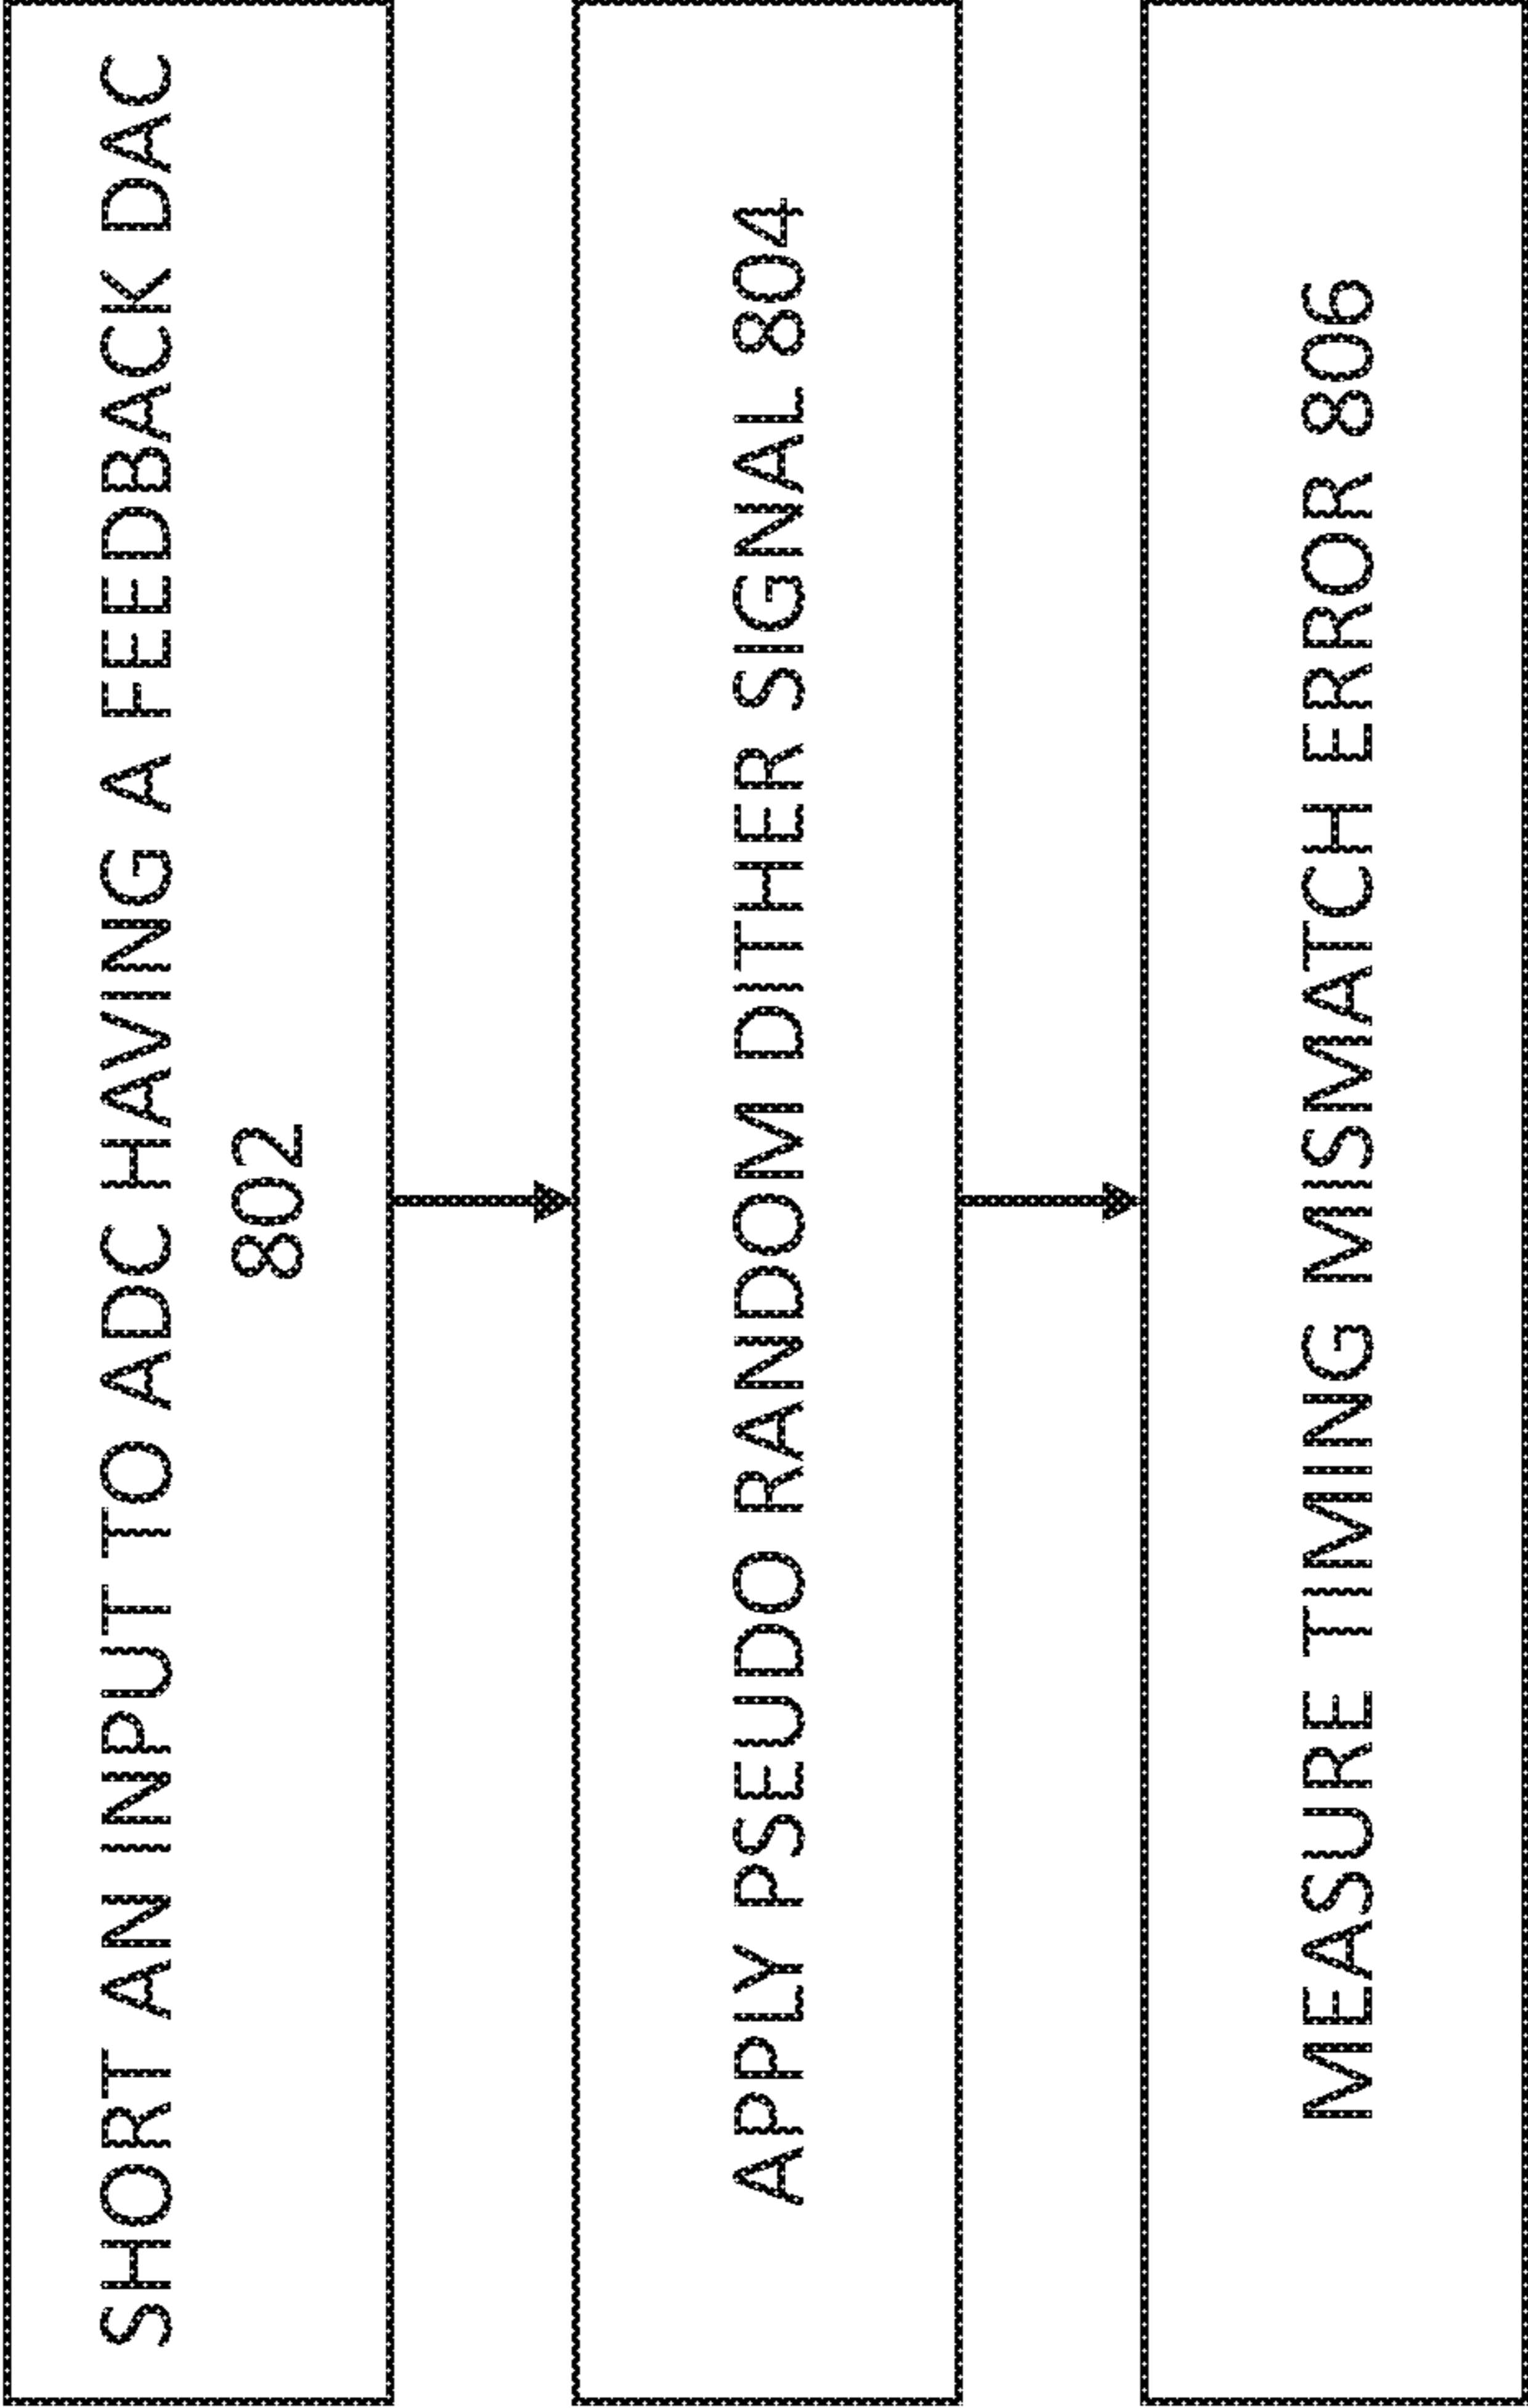 SHORT AN INPUT TO ADC HAVING A FEEDBACK DAC
802
APPLY PSEUDO RANDOM DITHER SIGNAL 804
MEASURE TIMING MISMATCH ERROR 806